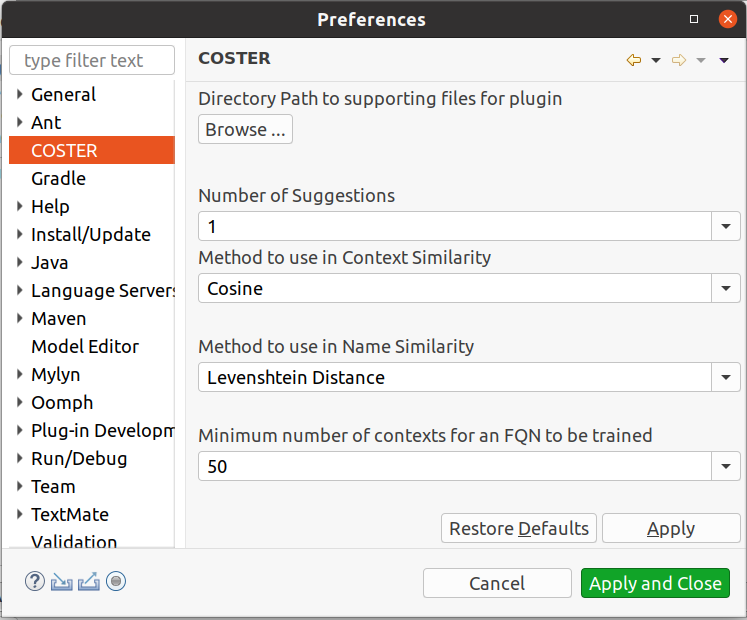 Preferences
type filter text
General
Ant
COSTER
Gradle
Help
Install/Update
Java
Language Servers
Maven
Model Editor
Mylyn
Oomph
Plug-in Developm
Run/Debug
Team
TextMate
Validation
COSTER
Directory Path to supporting files for plugin
Browse ...
Number of Suggestions
1
Method to use in Context Similarity
Cosine
Method to use in Name Similarity
Levenshtein Distance
Minimum number of contexts for an FQN to be trained
50
Restore Defaults Apply
? Cancel Apply and Close